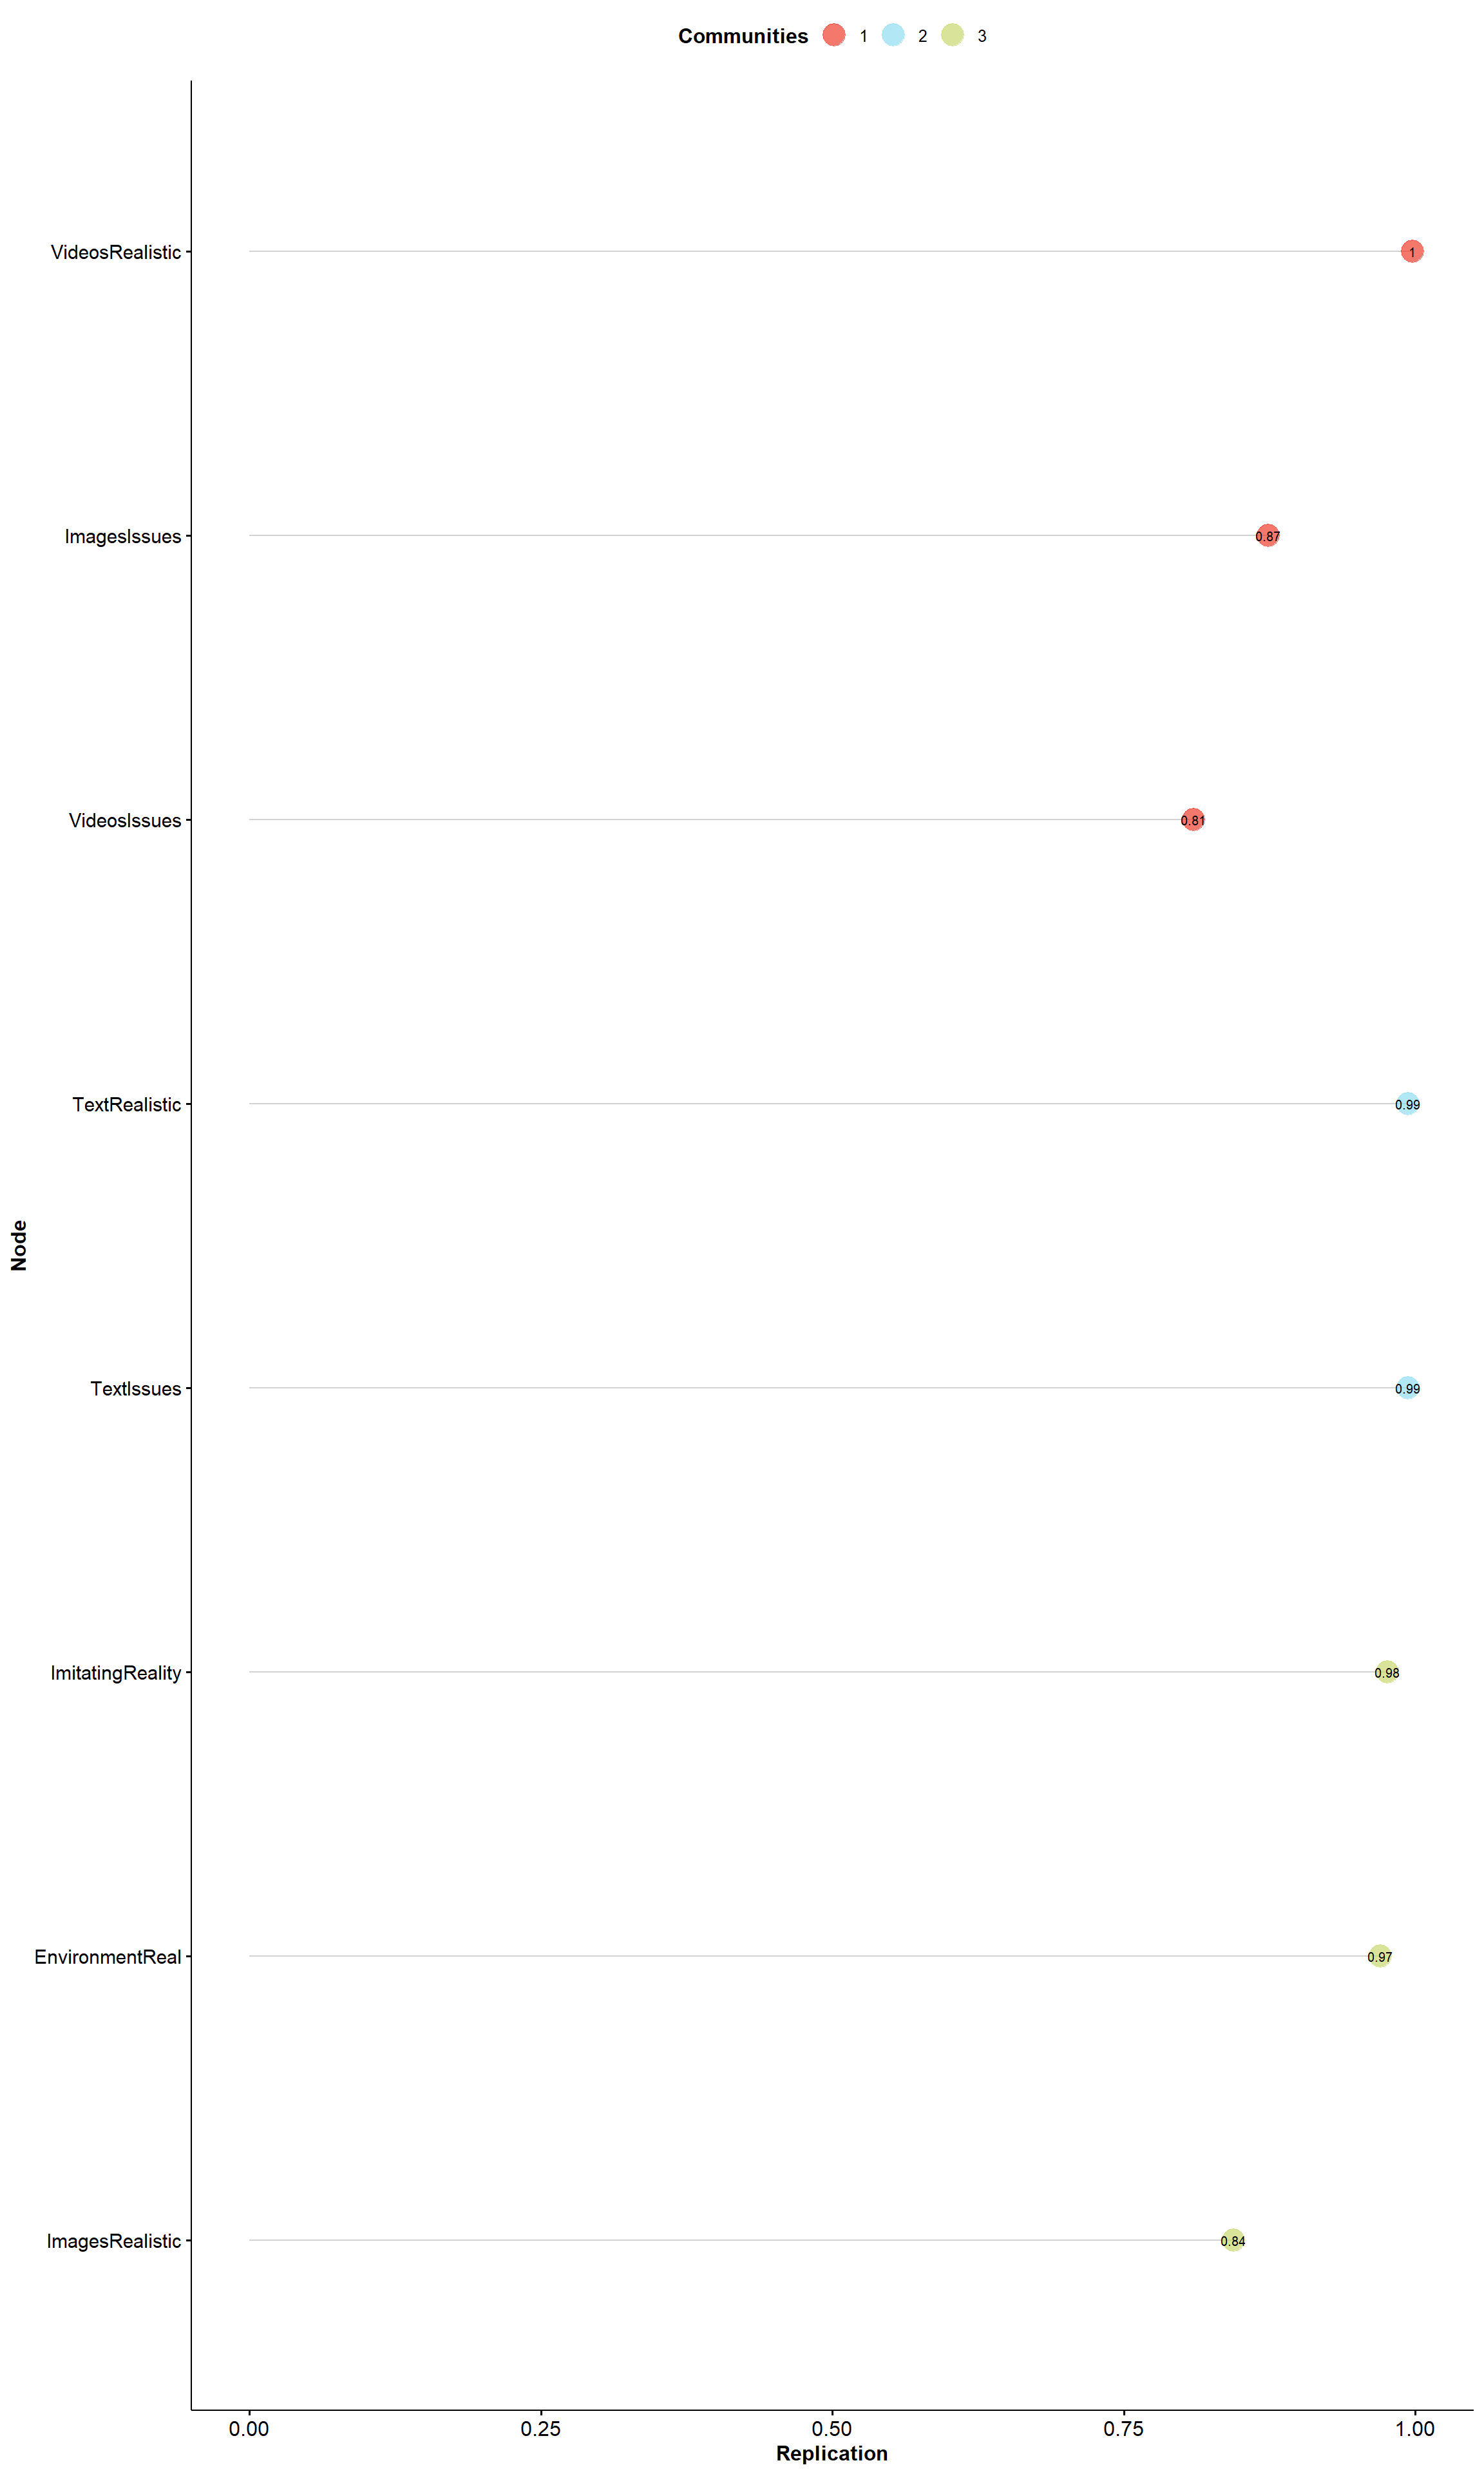 Communities 1 2 3
VideosRealistic 1
ImagesIssues 0.87
VideosIssues 0.81
TextRealistic 0.99
Node
TextIssues 0.99
ImitatingReality 0.98
EnvironmentReal 0.97
ImagesRealistic 0.84
0.00 0.25 0.50 0.75 1.00
Replication